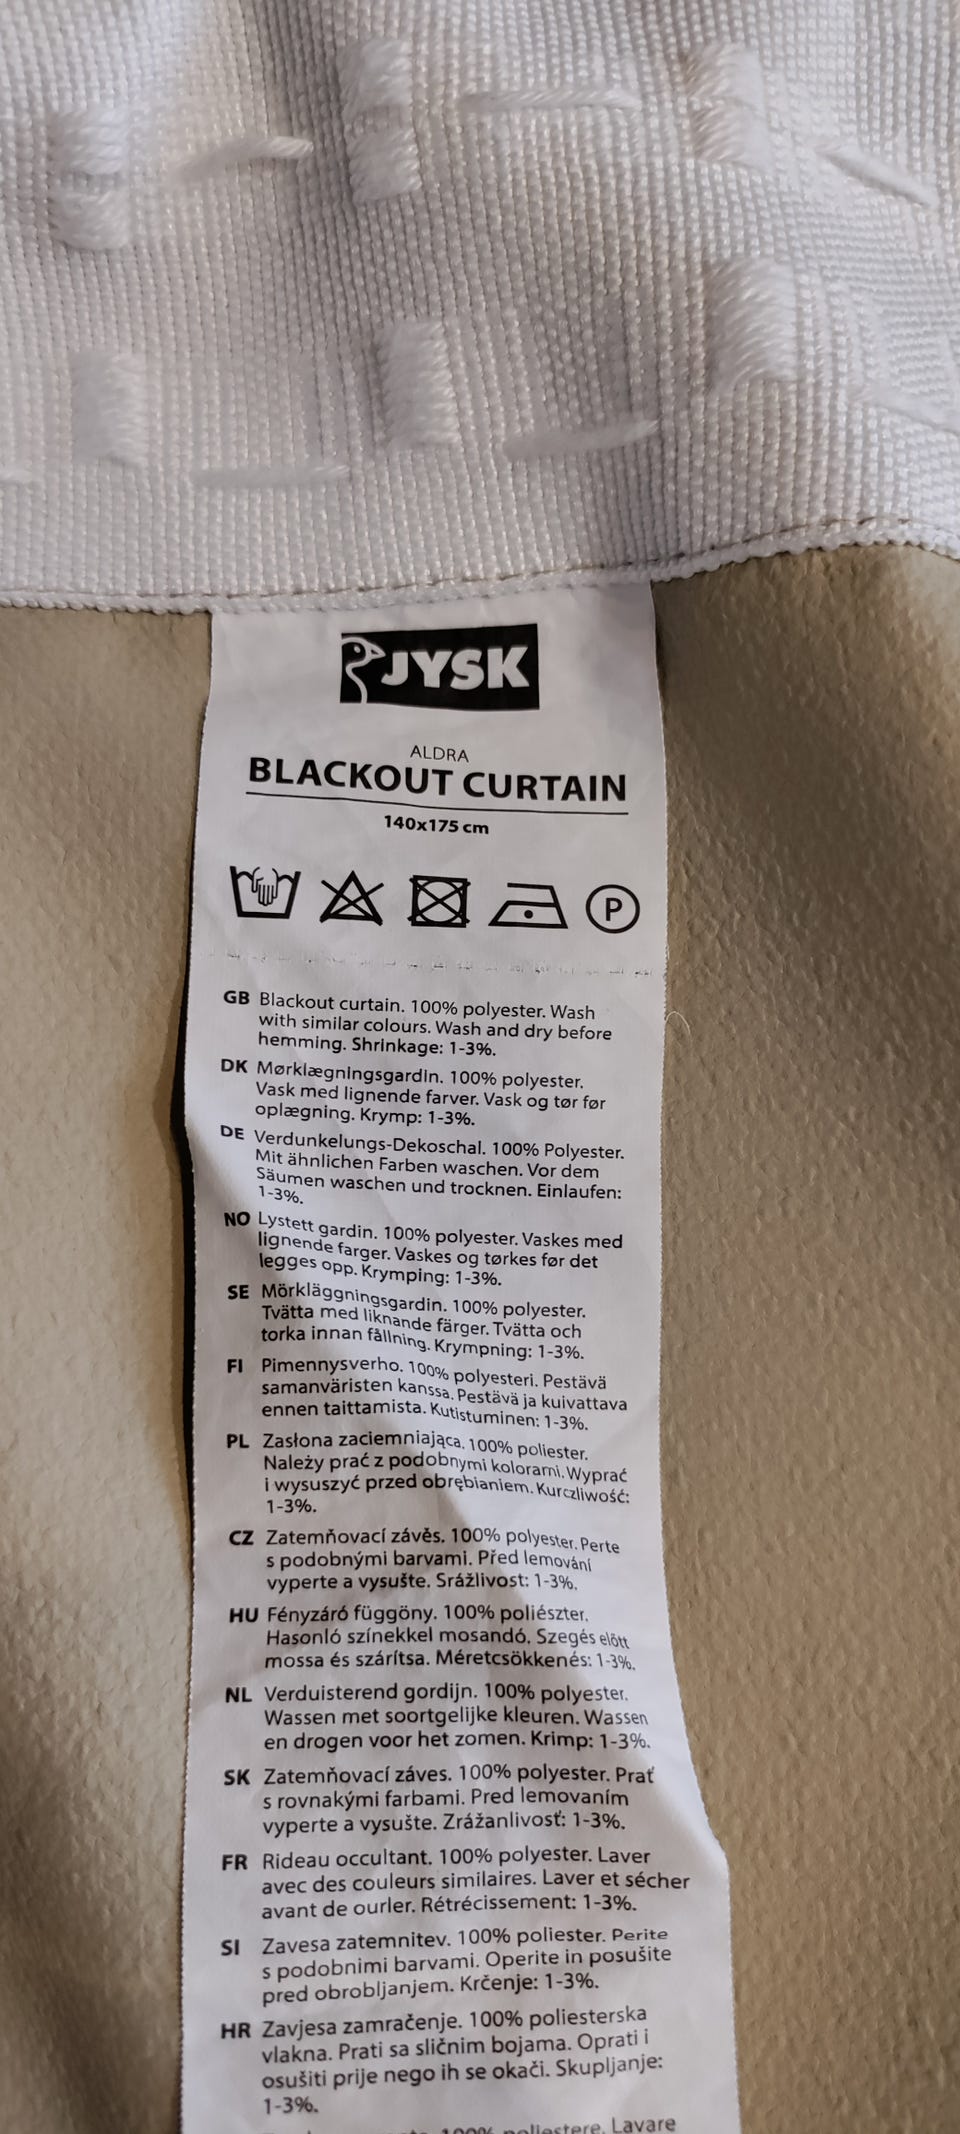 JYSK
ALDRA
BLACKOUT CURTAIN
140x175 cm
P
GB Blackout curtain. 100% polyester. Wash
with similar colours. Wash and dry before
hemming. Shrinkage: 1-3%.
DK Mørklægningsgardin. 100% polyester.
Vask med lignende farver. Vask og tør før
oplægning. Krymp: 1-3%.
DE Verdunkelungs-Dekoschal. 100% Polyester.
Mit ähnlichen Farben waschen. Vor dem
Säumen waschen und trocknen. Einlaufen:
1-3%.
NO Lystett gardin. 100% polyester. Vaskes med
lignende farger. Vaskes og tørkes før det
legges opp. Krymping: 1-3%.
SE Mörkläggningsgardin. 100% polyester.
Tvätta med liknande färger. Tvätta och
torka innan fållning. Krympning: 1-3%.
FI Pimennysverho. 100% polyesteri. Pestävä
samanväristen kanssa. Pestävä ja kuivattava
ennen taittamista. Kutistuminen: 1-3%.
PL Zasłona zaciemniająca. 100% poliester.
Należy prać z podobnymi kolorami. Wyprać
i wysuszyć przed obrębianiem. Kurczliwość:
1-3%.
CZ Zatemňovací závěs. 100% polyester. Perte
s podobnými barvami. Před lemování
vyperte a vysušte. Srážlivost: 1-3%.
HU Fényzáró függöny. 100% poliészter.
Hasonló színekkel mosandó. Szegés előtt
mossa és szárítsa. Méretcsökkenés: 1-3%.
NL Verduisterend gordijn. 100% polyester.
Wassen met soortgelijke kleuren. Wassen
en drogen voor het zomen. Krimp: 1-3%.
SK Zatemňovací záves. 100% polyester. Prať
s rovnakými farbami. Pred lemovaním
vyperte a vysušte. Zrážanlivosť: 1-3%.
FR Rideau occultant. 100% polyester. Laver
avec des couleurs similaires. Laver et sécher
avant de ourler. Rétrécissement: 1-3%.
SI Zavesa zatemnitev. 100% poliester. Perite
s podobnimi barvami. Operite in posušite
pred obrobljanjem. Krčenje: 1-3%.
HR Zavjesa zamračenje. 100% poliesterska
vlakna. Prati sa sličnim bojama. Oprati i
osušiti prije nego ih se okači. Skupljanje:
1-3%.
100% poliestere. Lavare